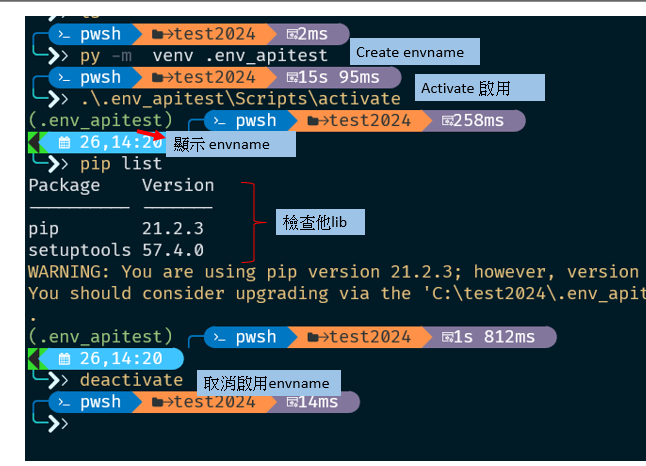 pwsh test2024 2ms
py -m venv .env_apitest Create envname
pwsh test2024 15s 95ms
.\.env_apitest\Scripts\activate Activate 啟用
(.env_apitest) pwsh test2024 258ms
26,14:20 顯示 envname
pip list
Package Version
---------- -------
pip 21.2.3
setuptools 57.4.0
檢查他lib
WARNING: You are using pip version 21.2.3; however, version
You should consider upgrading via the 'C:\test2024\.env_apit
.
(.env_apitest) pwsh test2024 1s 812ms
26,14:20
deactivate 取消啟用envname
pwsh test2024 14ms